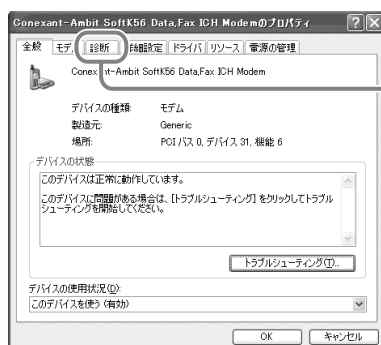 Conexant-Ambit SoftK56 Data,Fax ICH Modemのプロパティ
全般 モデム 診断 詳細設定 ドライバ リソース 電源の管理
Conexant-Ambit SoftK56 Data,Fax ICH Modem
デバイスの種類: モデム
製造元: Generic
場所: PCI バス 0, デバイス 31, 機能 6
デバイスの状態
このデバイスは正常に動作しています。
このデバイスに問題がある場合は、[トラブルシューティング] をクリックしてトラブル
シューティングを開始してください。
トラブルシューティング(T)...
デバイスの使用状況(D):
このデバイスを使う (有効)
OK キャンセル